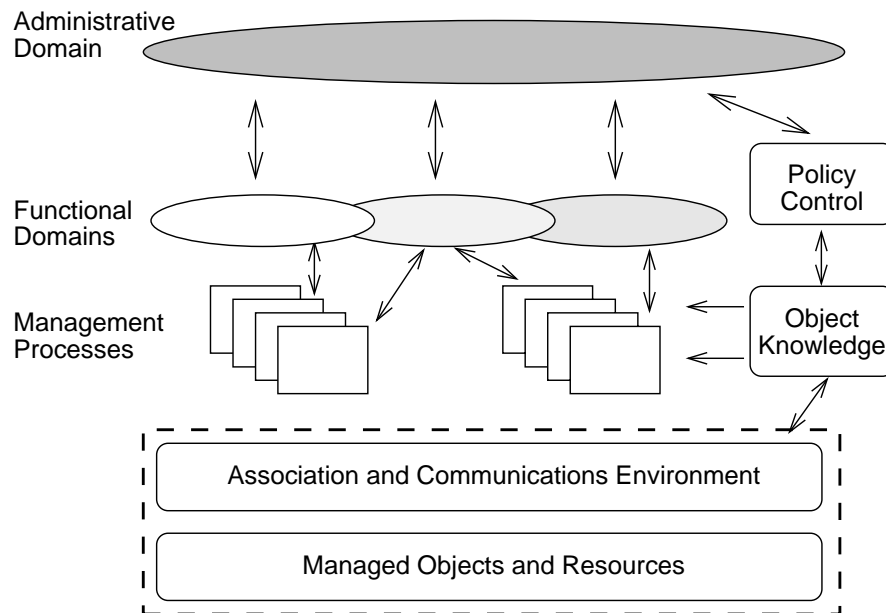 Administrative
Domain
Policy
Control
Functional
Domains
Management
Processes
Object
Knowledge
Association and Communications Environment
Managed Objects and Resources